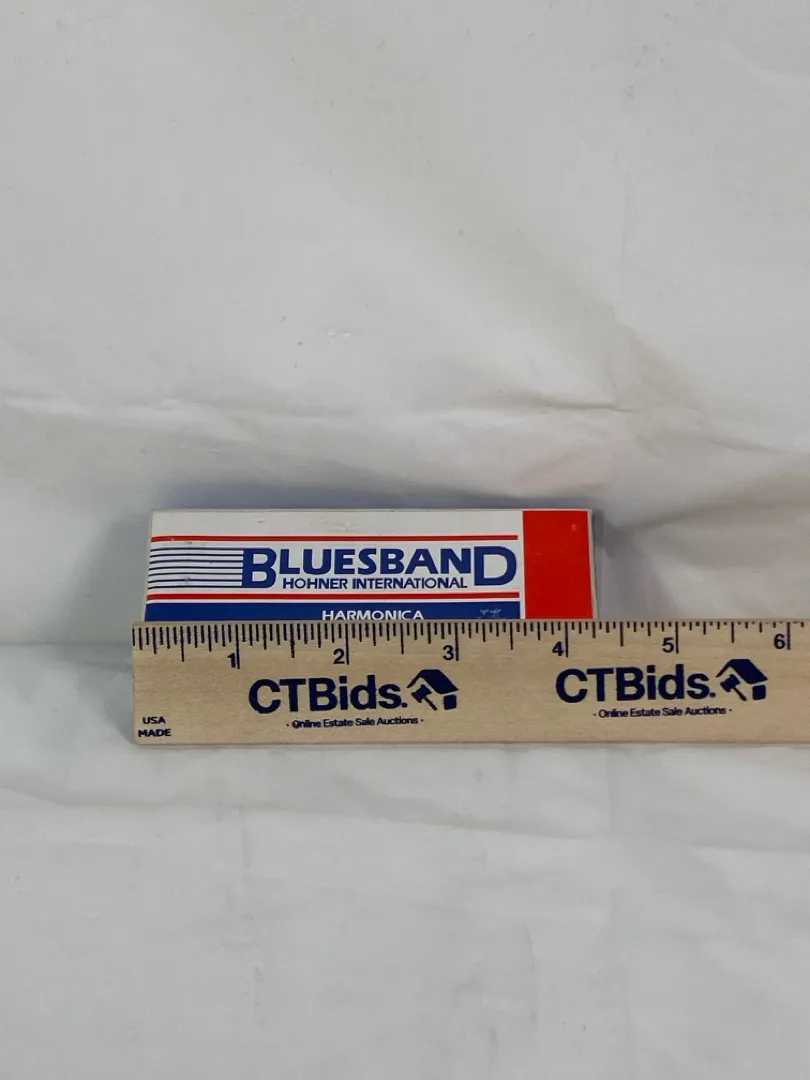 BLUESBAND
HOHNER INTERNATIONAL
HARMONICA
1 2 3 4 5 6
CTBids. CTBids.
· Online Estate Sale Auctions · · Online Estate Sale Auctions ·
USA
MADE